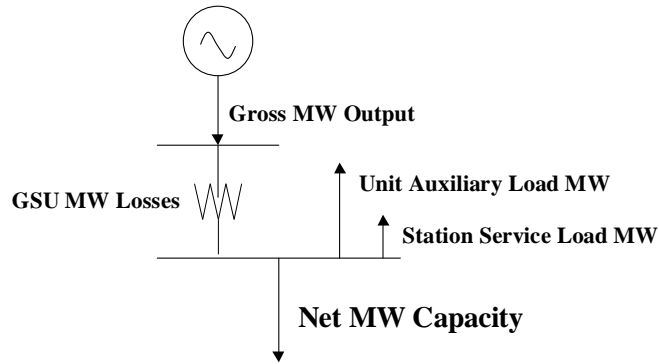 Gross MW Output
GSU MW Losses
Unit Auxiliary Load MW
Station Service Load MW
Net MW Capacity